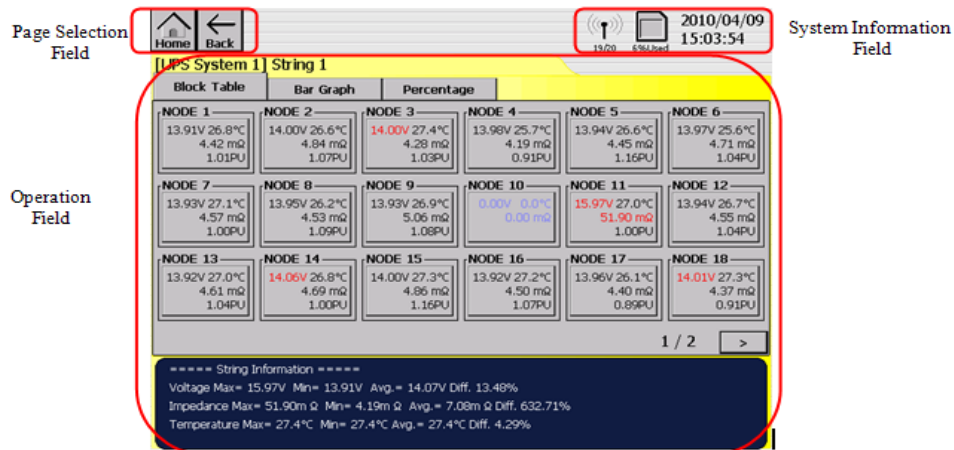 Page Selection
Field
Home Back
19/20 6%Used
2010/04/09
15:03:54
System Information
Field
[UPS System 1] String 1
Block Table Bar Graph Percentage
Operation
Field
NODE 1 NODE 2 NODE 3 NODE 4 NODE 5 NODE 6
13.91V 26.8°C 14.00V 26.6°C 14.00V 27.4°C 13.98V 25.7°C 13.94V 26.6°C 13.97V 25.6°C
4.42 mΩ 4.84 mΩ 4.28 mΩ 4.19 mΩ 4.45 mΩ 4.71 mΩ
1.01PU 1.07PU 1.03PU 0.91PU 1.16PU 1.04PU
NODE 7 NODE 8 NODE 9 NODE 10 NODE 11 NODE 12
13.93V 27.1°C 13.95V 26.2°C 13.93V 26.9°C 0.00V 0.0°C 15.97V 27.0°C 13.94V 26.7°C
4.57 mΩ 4.53 mΩ 5.06 mΩ 0.00 mΩ 51.90 mΩ 4.55 mΩ
1.00PU 1.09PU 1.08PU 1.00PU 1.04PU
NODE 13 NODE 14 NODE 15 NODE 16 NODE 17 NODE 18
13.92V 27.0°C 14.06V 26.8°C 14.00V 27.3°C 13.92V 27.2°C 13.96V 26.1°C 14.01V 27.3°C
4.61 mΩ 4.69 mΩ 4.86 mΩ 4.50 mΩ 4.40 mΩ 4.37 mΩ
1.04PU 1.00PU 1.16PU 1.07PU 0.89PU 0.91PU
1 / 2 >
===== String Information =====
Voltage Max= 15.97V Min= 13.91V Avg.= 14.07V Diff. 13.48%
Impedance Max= 51.90m Ω Min= 4.19m Ω Avg.= 7.08m Ω Diff. 632.71%
Temperature Max= 27.4°C Min= 27.4°C Avg.= 27.4°C Diff. 4.29%